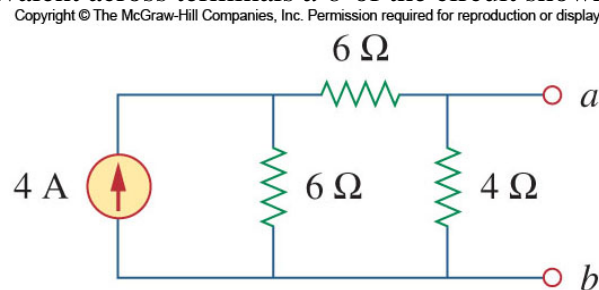 Copyright © The McGraw-Hill Companies, Inc. Permission required for reproduction or display
6 Ω
a
4 A
6 Ω
4 Ω
b